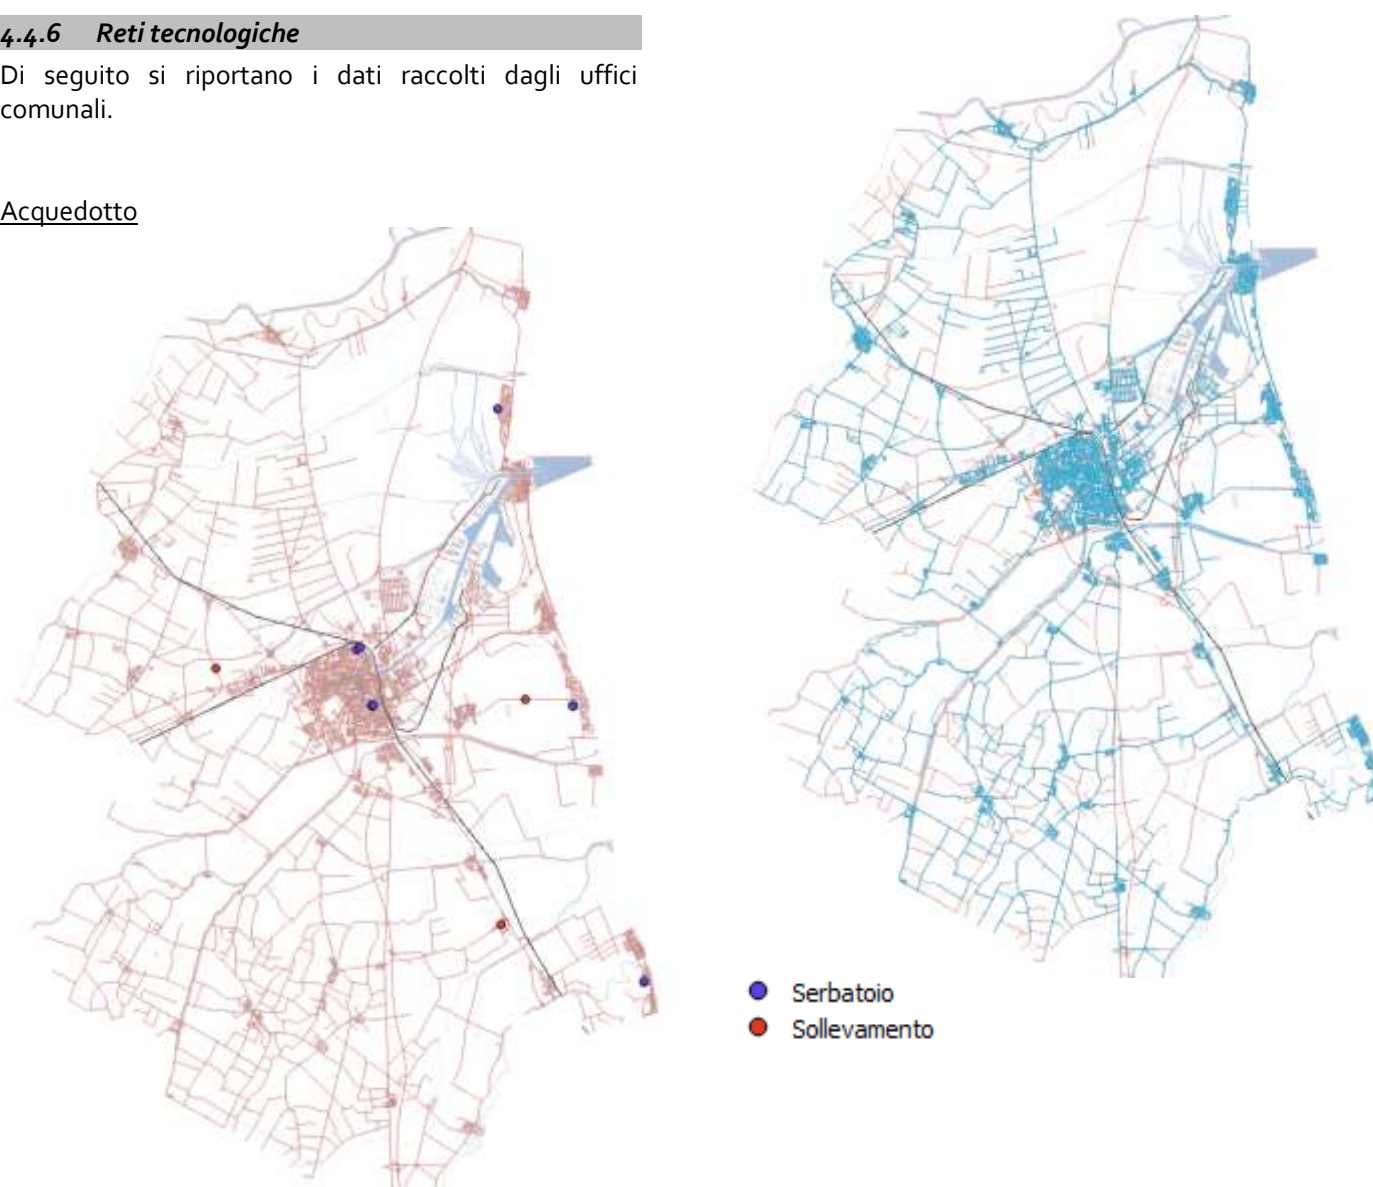 4.4.6 Reti tecnologiche
Di seguito si riportano i dati raccolti dagli uffici
comunali.
Acquedotto
Serbatoio
Sollevamento